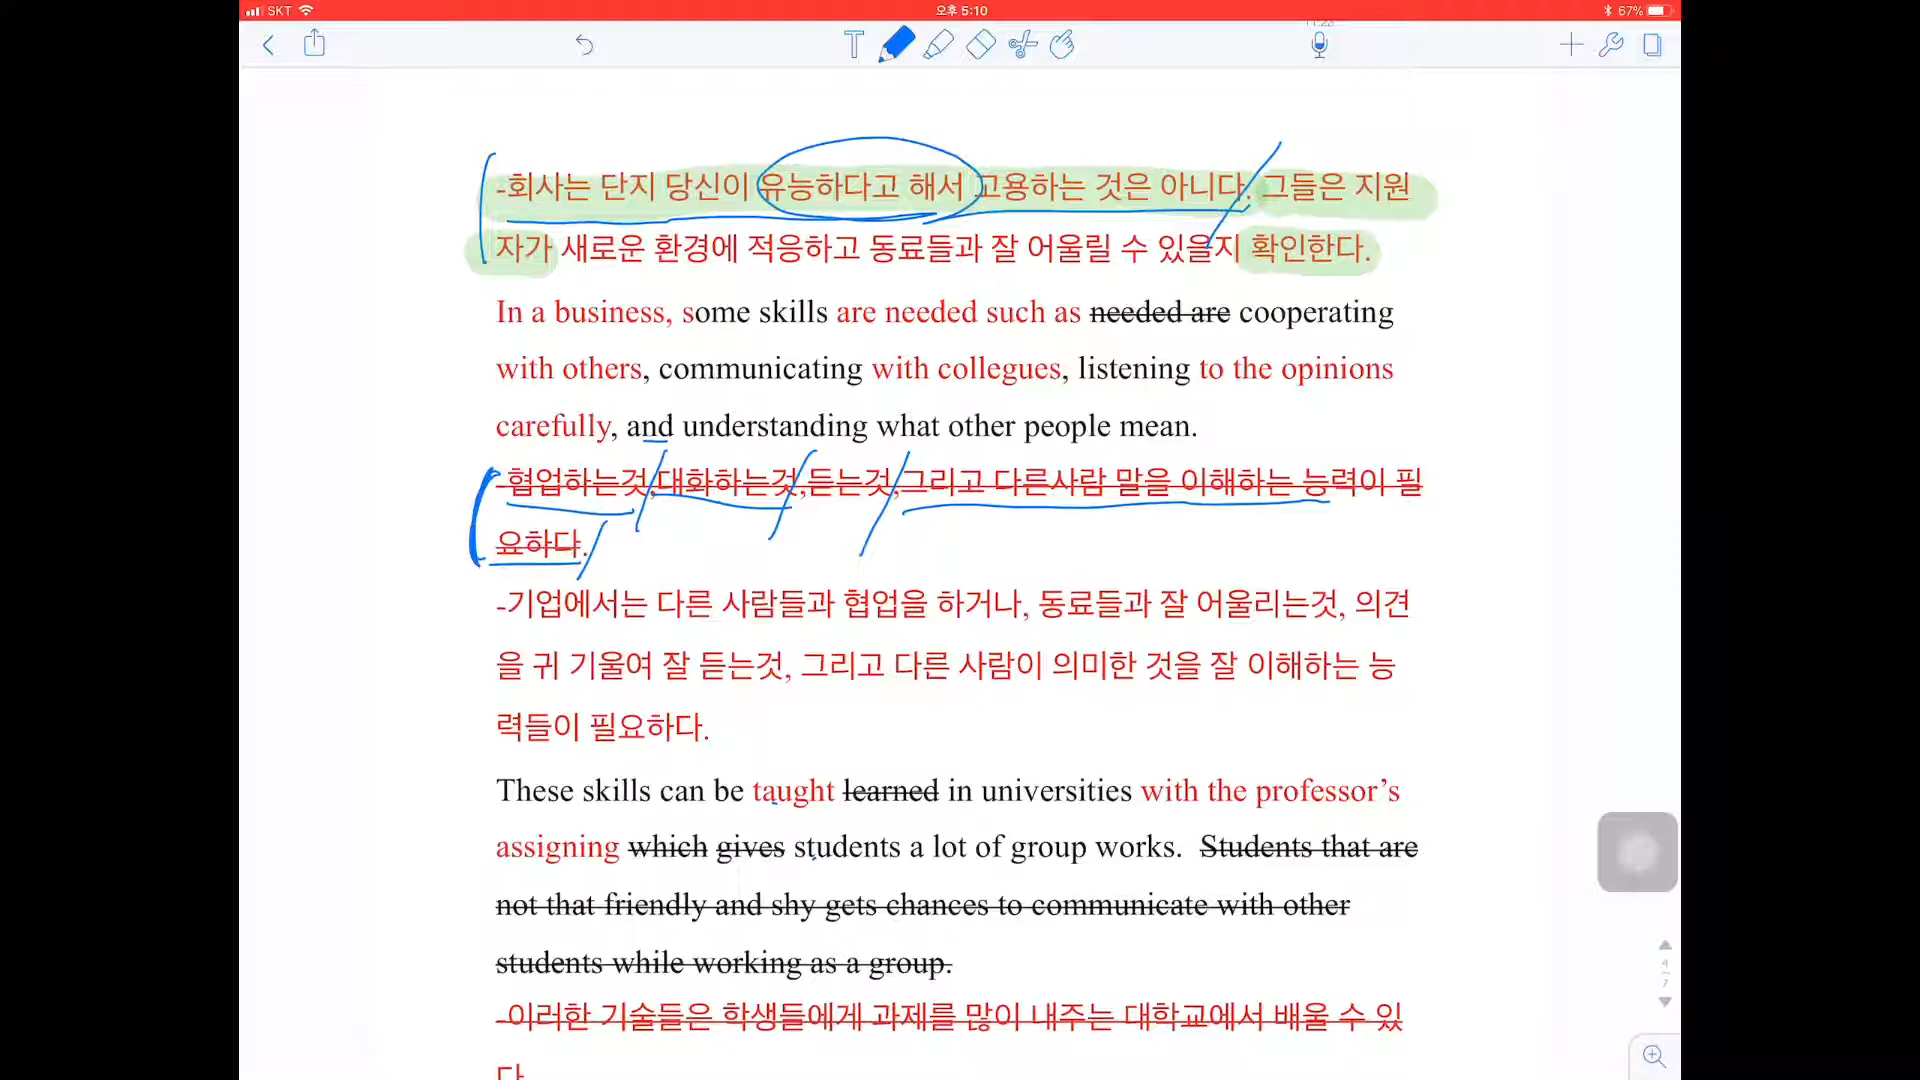 SKT 오후 5:10 67%
-회사는 단지 당신이 유능하다고 해서 고용하는 것은 아니다. 그들은 지원
자가 새로운 환경에 적응하고 동료들과 잘 어울릴 수 있을지 확인한다.
In a business, some skills are needed such as needed are cooperating
with others, communicating with collegues, listening to the opinions
carefully, and understanding what other people mean.
-협업하는것,대화하는것,듣는것,그리고 다른사람 말을 이해하는 능력이 필
요하다.
-기업에서는 다른 사람들과 협업을 하거나, 동료들과 잘 어울리는것, 의견
을 귀 기울여 잘 듣는것, 그리고 다른 사람이 의미한 것을 잘 이해하는 능
력들이 필요하다.
These skills can be taught learned in universities with the professor’s
assigning which gives students a lot of group works. Students that are
not that friendly and shy gets chances to communicate with other
students while working as a group.
-이러한 기술들은 학생들에게 과제를 많이 내주는 대학교에서 배울 수 있
다
4
7